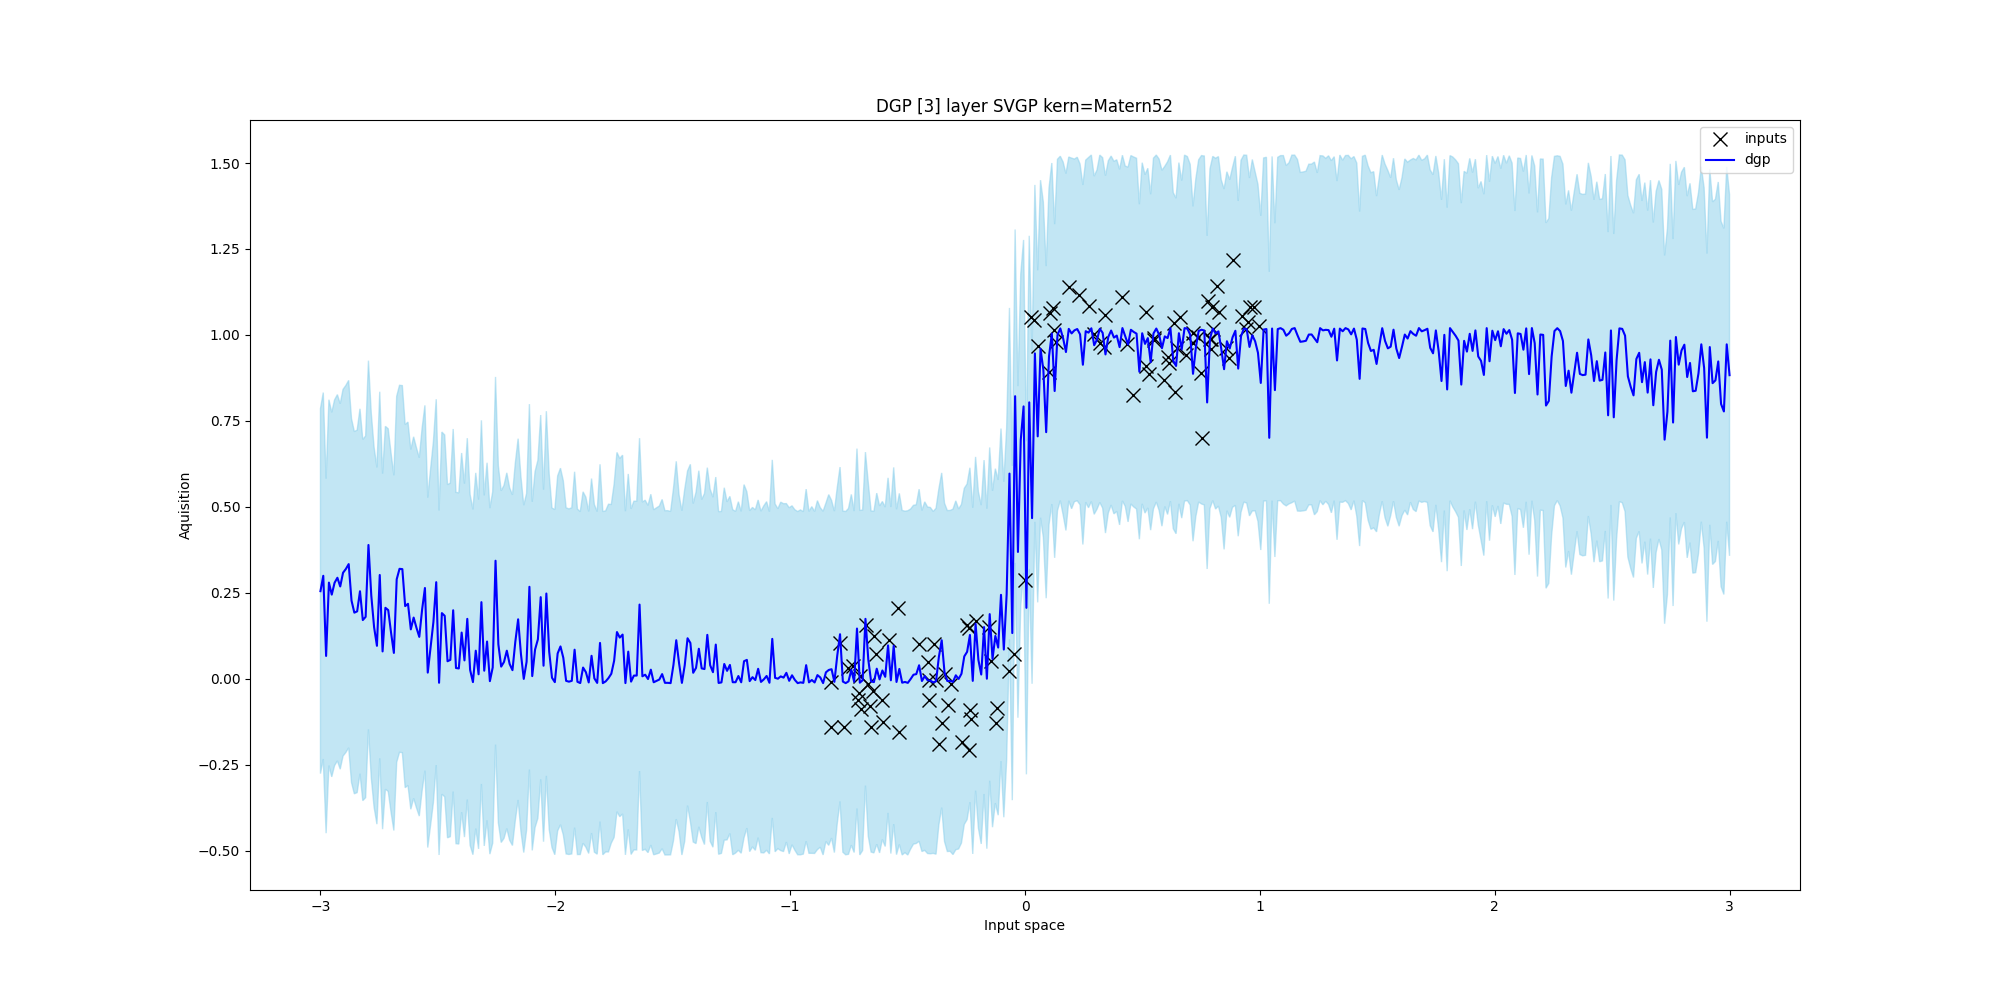 DGP [3] layer SVGP kern=Matern52
inputs
dgp
1.50
1.25
1.00
0.75
0.50
0.25
0.00
−0.25
−0.50
Aquisition
−3 −2 −1 0 1 2 3
Input space